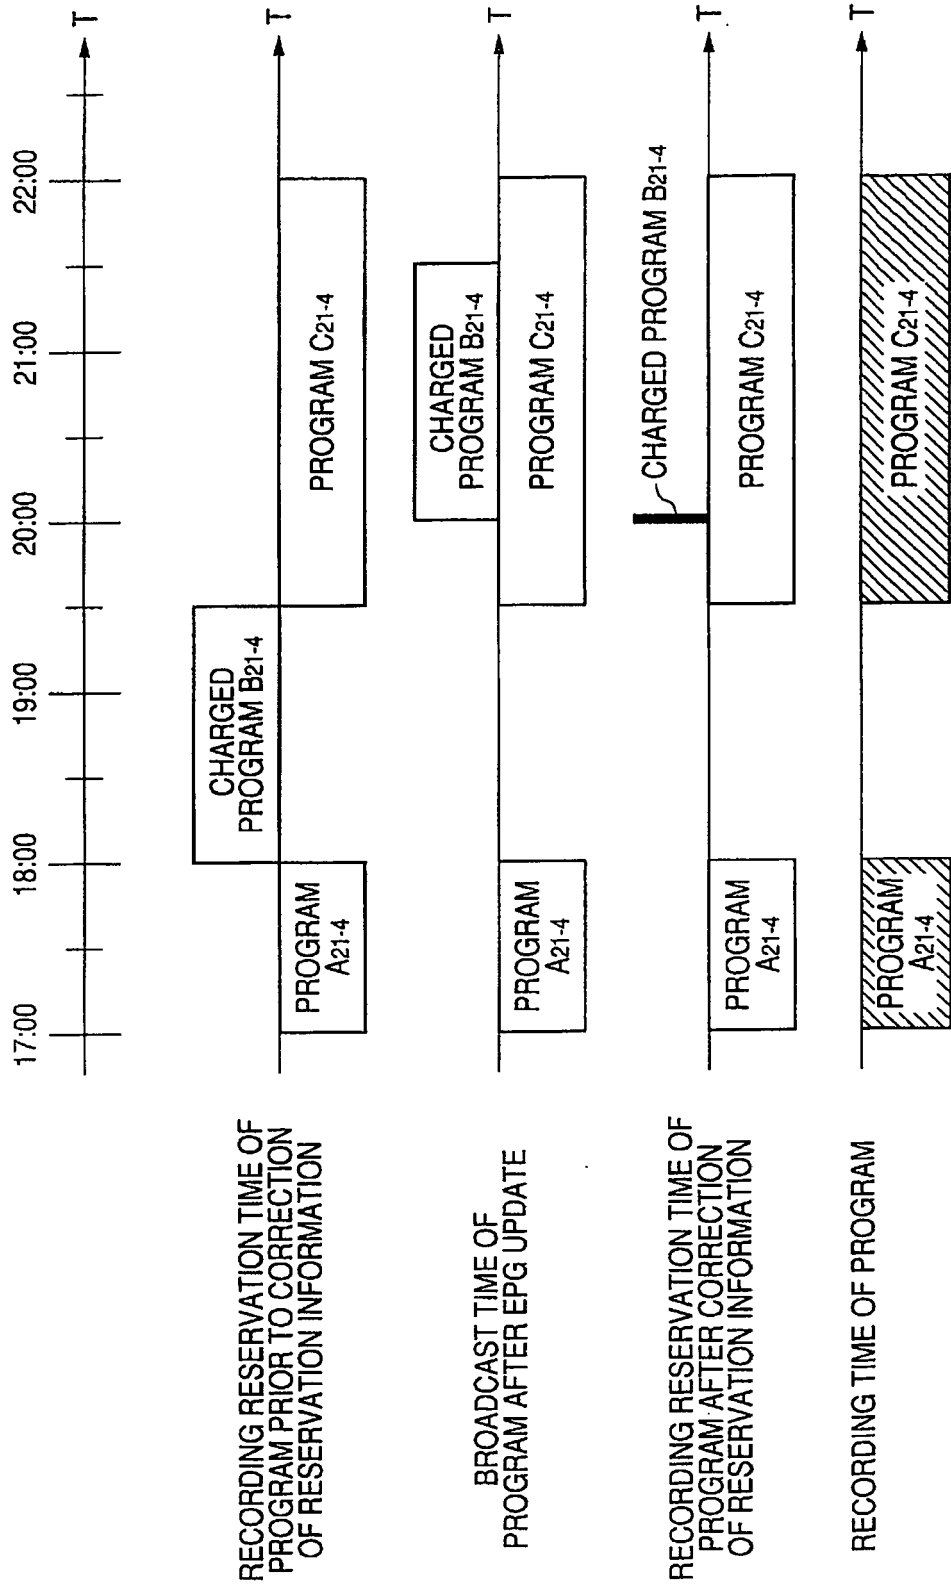 17:00 18:00 19:00 20:00 21:00 22:00 T
RECORDING RESERVATION TIME OF
PROGRAM PRIOR TO CORRECTION
OF RESERVATION INFORMATION
PROGRAM
A21-4
CHARGED
PROGRAM B21-4
PROGRAM C21-4
T
BROADCAST TIME OF
PROGRAM AFTER EPG UPDATE
PROGRAM
A21-4
CHARGED
PROGRAM B21-4
PROGRAM C21-4
T
RECORDING RESERVATION TIME OF
PROGRAM AFTER CORRECTION
OF RESERVATION INFORMATION
PROGRAM
A21-4
CHARGED PROGRAM B21-4
PROGRAM C21-4
T
RECORDING TIME OF PROGRAM
PROGRAM
A21-4
PROGRAM C21-4
T